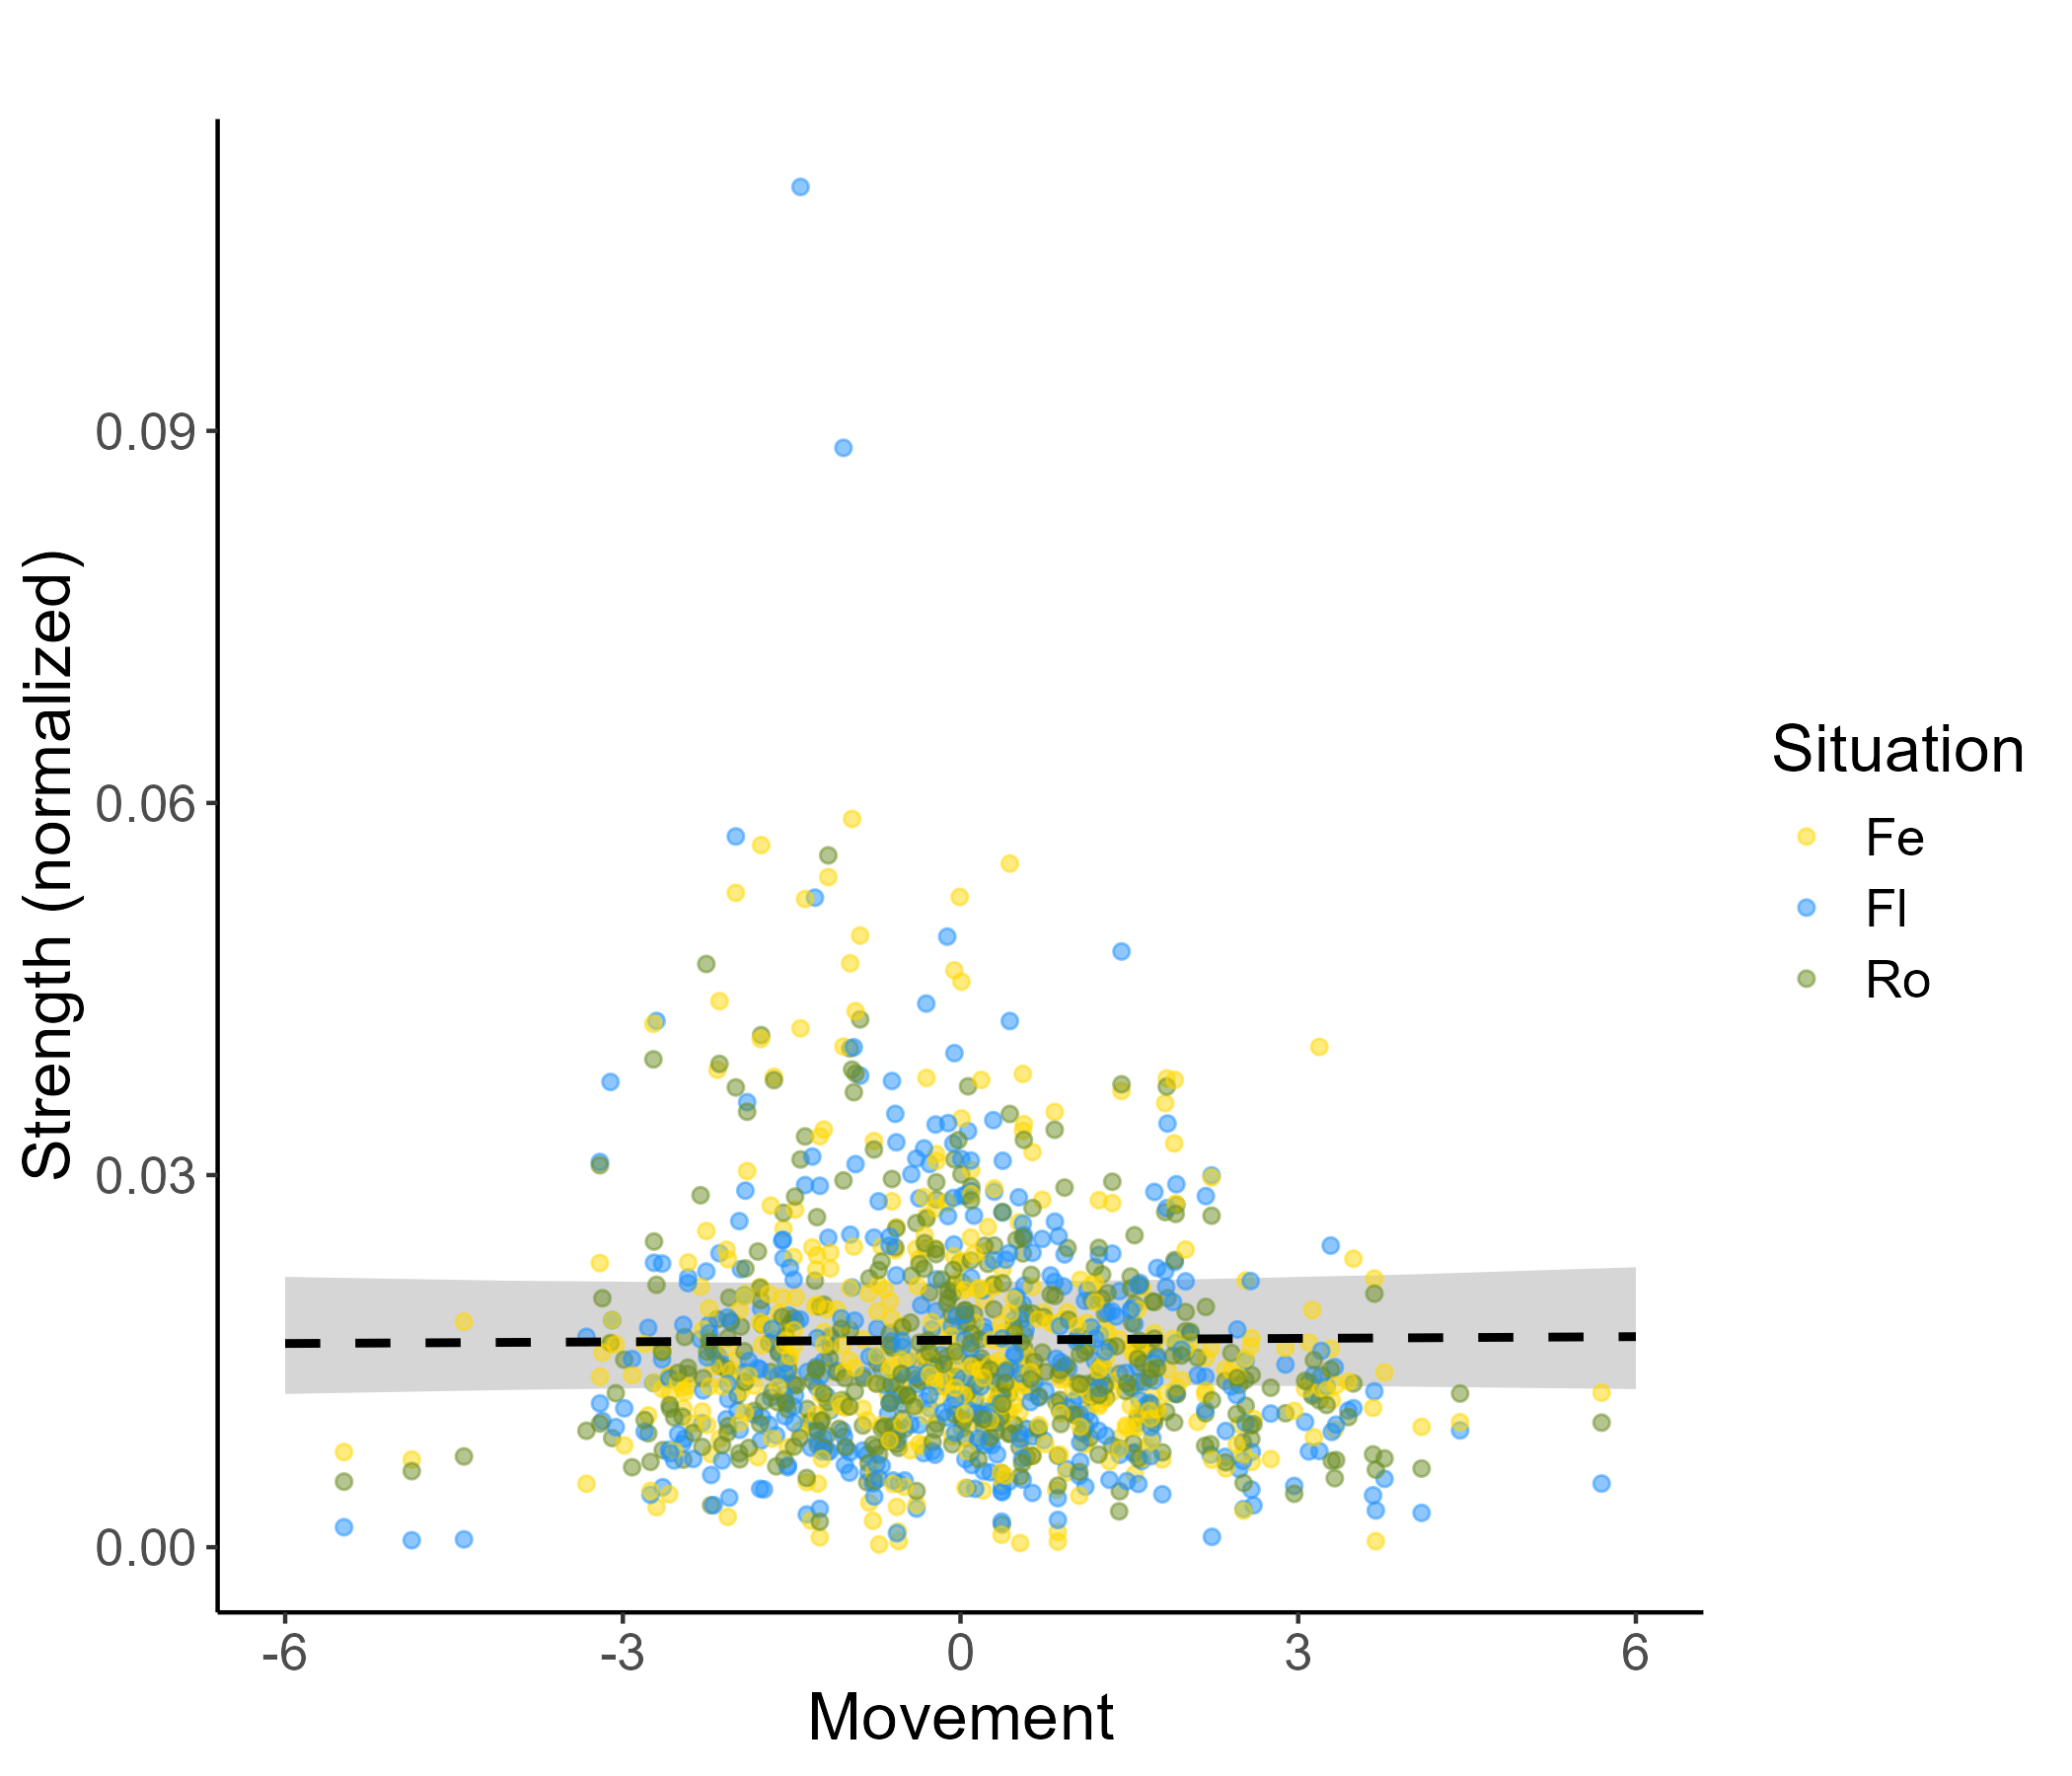 0.09
0.06
0.03
0.00
Strength (normalized)
-6 -3 0 3 6
Movement
Situation
Fe
Fl
Ro